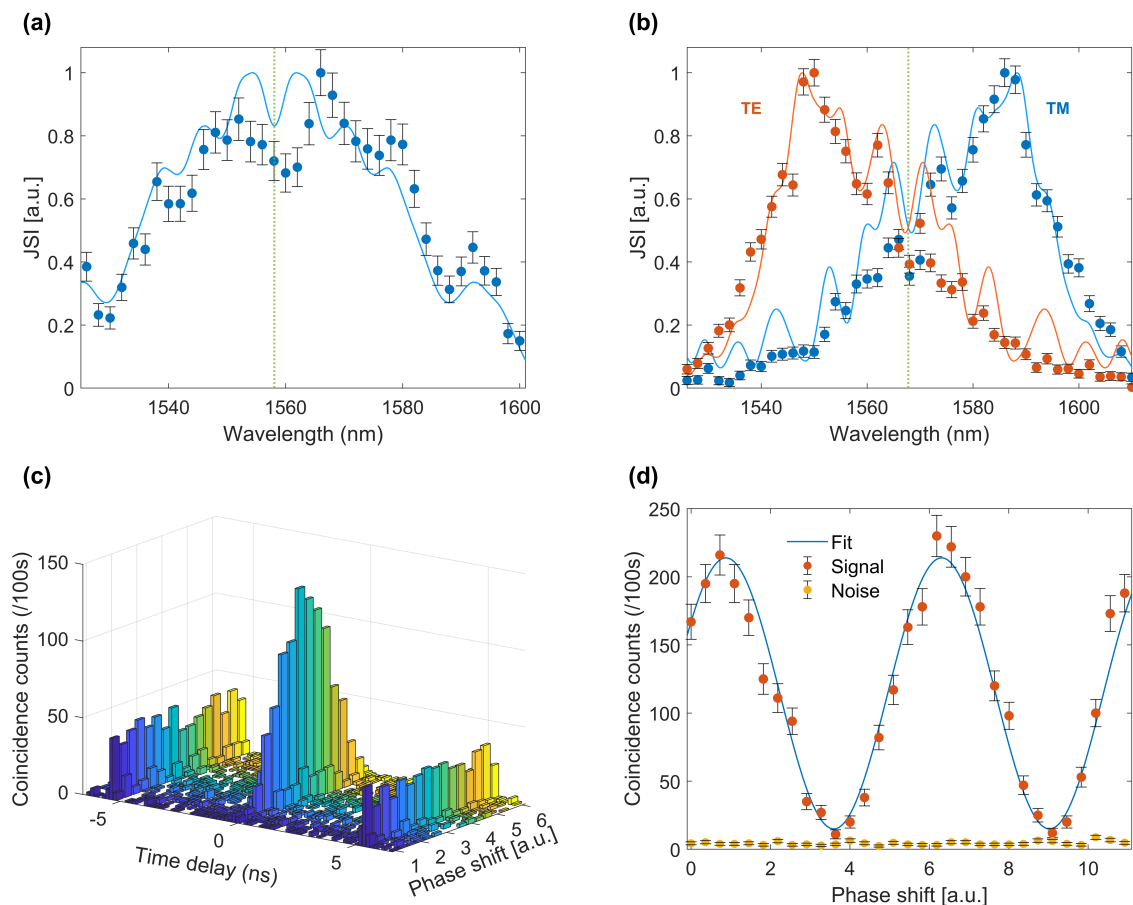 (a)
JSI [a.u.]
1
0.8
0.6
0.4
0.2
0
1540
1560
1580
1600
Wavelength (nm)
(b)
JSI [a.u.]
1
0.8
0.6
0.4
0.2
0
TE
TM
1540
1560
1580
1600
Wavelength (nm)
(c)
Coincidence counts (/100s)
150
100
50
0
-5
0
5
Time delay (ns)
1
2
3
4
5
6
Phase shift [a.u.]
(d)
Coincidence counts (/100s)
250
200
150
100
50
0
Fit
Signal
Noise
0
2
4
6
8
10
Phase shift [a.u.]